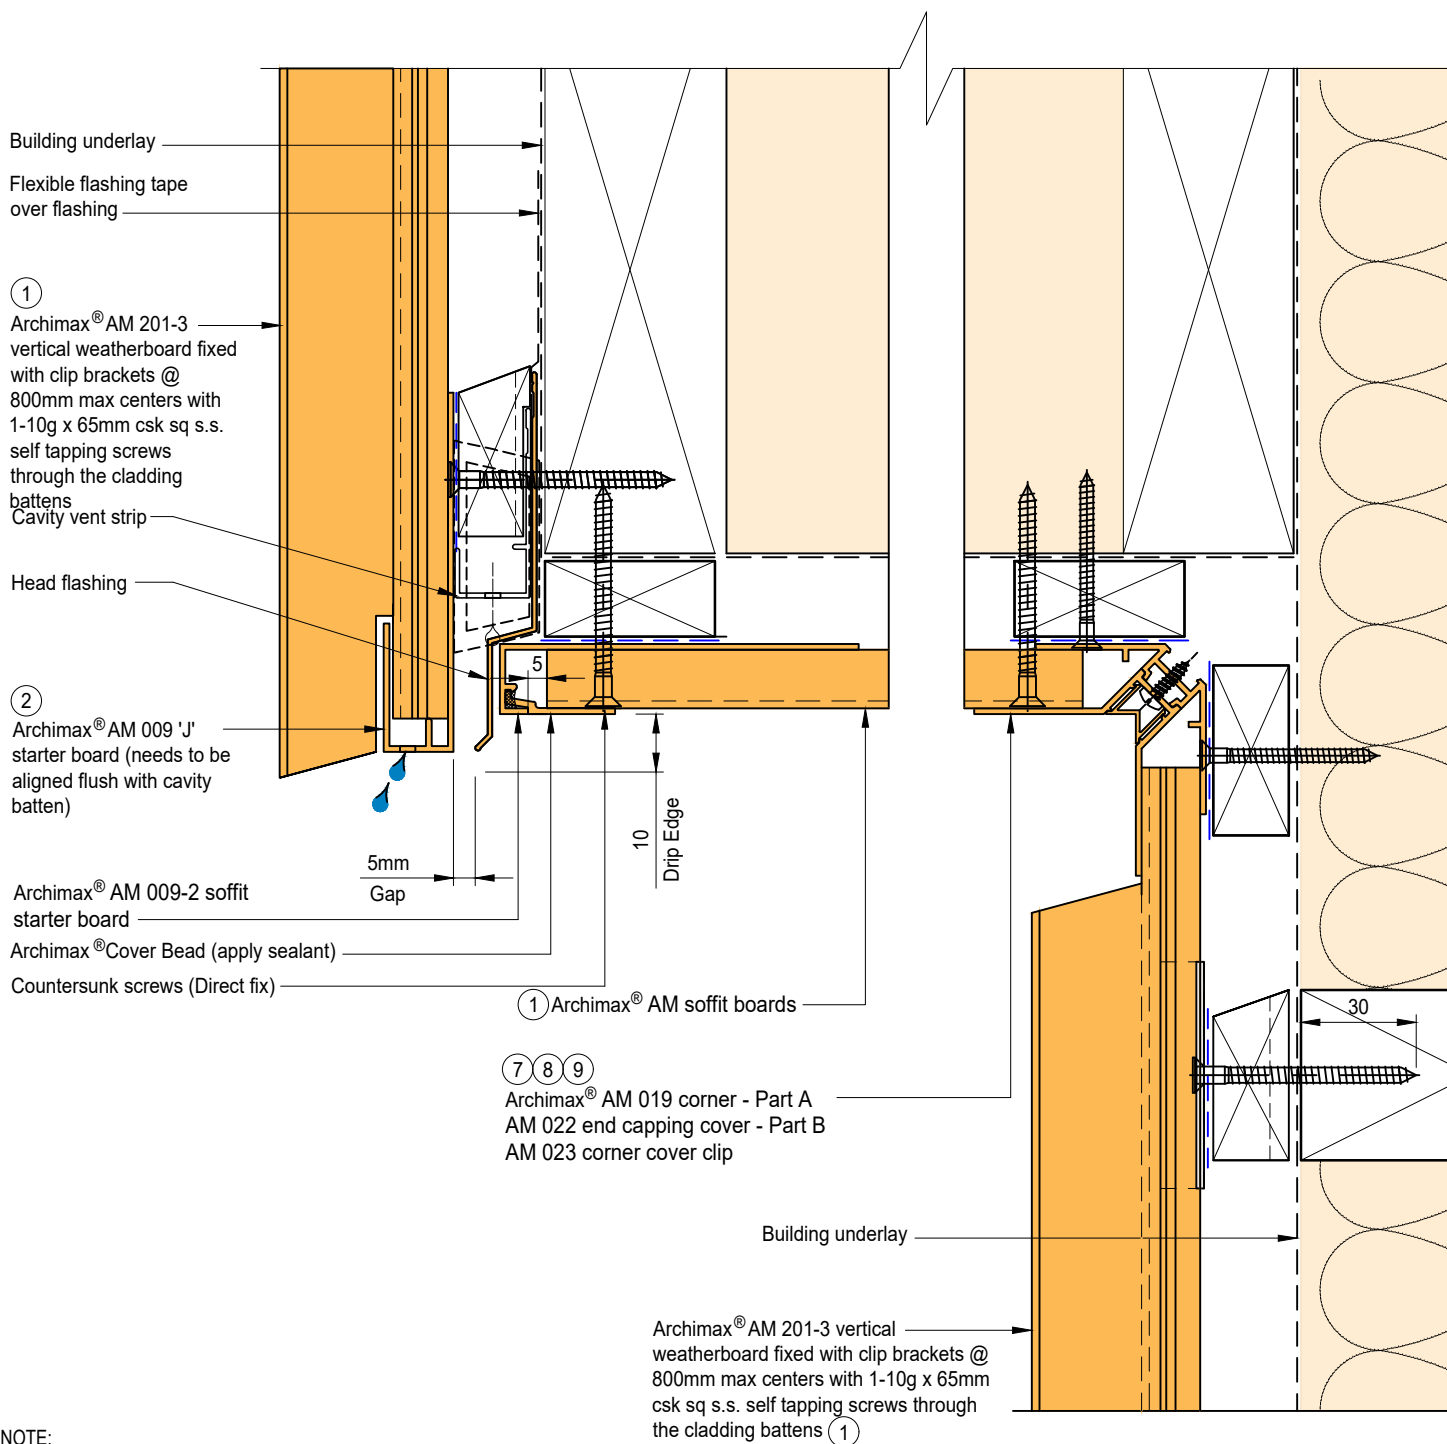 Building underlay
Flexible flashing tape
over flashing
1
Archimax® AM 201-3
vertical weatherboard fixed
with clip brackets @
800mm max centers with
1-10g x 65mm csk sq s.s.
self tapping screws
through the cladding
battens
Cavity vent strip
Head flashing
2
Archimax® AM 009 'J'
starter board (needs to be
aligned flush with cavity
batten)
5
10
Drip Edge
5mm
Gap
Archimax® AM 009-2 soffit
starter board
Archimax® Cover Bead (apply sealant)
Countersunk screws (Direct fix)
1 Archimax® AM soffit boards
7 8 9
Archimax® AM 019 corner - Part A
AM 022 end capping cover - Part B
AM 023 corner cover clip
30
Building underlay
Archimax® AM 201-3 vertical
weatherboard fixed with clip brackets @
800mm max centers with 1-10g x 65mm
csk sq s.s. self tapping screws through
the cladding battens 1
NOTE: